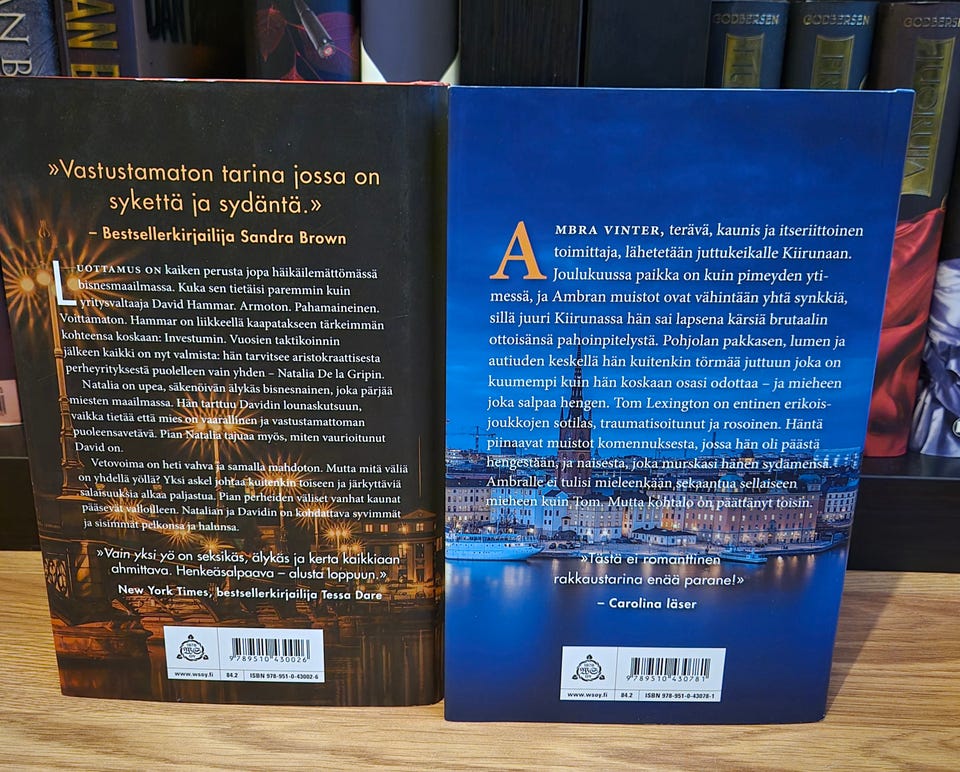 GODBERSEN
GODBERSEN
GODBERSEN
»Vastustamaton tarina jossa on
sykettä ja sydäntä.»
– Bestsellerkirjailija Sandra Brown
LUOTTAMUS ON kaiken perusta jopa häikäilemättömässä
bisnesmaailmassa. Kuka sen tietäisi paremmin kuin
yritysvaltaaja David Hammar. Armoton. Pahamaineinen.
Voittamaton. Hammar on liikkeellä kaapatakseen tärkeimmän
kohteensa koskaan: Investumin. Vuosien taktikoinnin
jälkeen kaikki on nyt valmista: hän tarvitsee aristokraattisesta
perheyrityksestä puolelleen vain yhden – Natalia De la Gripin.
Natalia on upea, säkenöivän älykäs bisnesnainen, joka pärjää
miesten maailmassa. Hän tarttuu Davidin lounaskutsuun,
vaikka tietää että mies on vaarallinen ja vastustamattoman
puoleensavetävä. Pian Natalia tajuaa myös, miten vaurioitunut
David on.
Vetovoima on heti vahva ja samalla mahdoton. Mutta mitä väliä
on yhdellä yöllä? Yksi askel johtaa kuitenkin toiseen ja järkyttäviä
salaisuuksia alkaa paljastua. Pian perheiden väliset vanhat kaunat
pääsevät valloilleen. Natalian ja Davidin on kohdattava syvimmät
ja sisimmät pelkonsa ja halunsa.
»Vain yksi yö on seksikäs, älykäs ja kerta kaikkiaan
ahmittava. Henkeäsalpaava – alusta loppuun.»
New York Times, bestsellerkirjailija Tessa Dare
www.wsoy.fi 84.2 ISBN 978-951-0-43002-6
9 789510 430026
AMBRA VINTER, terävä, kaunis ja itseriittoinen
toimittaja, lähetetään juttukeikalle Kiirunaan.
Joulukuussa paikka on kuin pimeyden yti-
messä, ja Ambran muistot ovat vähintään yhtä synkkiä,
sillä juuri Kiirunassa hän sai lapsena kärsiä brutaalin
ottoisänsä pahoinpitelystä. Pohjolan pakkasen, lumen ja
autiuden keskellä hän kuitenkin törmää juttuun joka on
kuumempi kuin hän koskaan osasi odottaa – ja mieheen
joka salpaa hengen. Tom Lexington on entinen erikois-
joukkojen sotilas, traumatisoitunut ja rosoinen. Häntä
piinaavat muistot komennuksesta, jossa hän oli päästä
hengestään, ja naisesta, joka murskasi hänen sydämensä.
Ambralle ei tulisi mieleenkään sekaantua sellaiseen
mieheen kuin Tom. Mutta kohtalo on päättänyt toisin.
»Tästä ei romanttinen
rakkaustarina enää parane!»
– Carolina läser
www.wsoy.fi 84.2 ISBN 978-951-0-43078-1
9 789510 430781